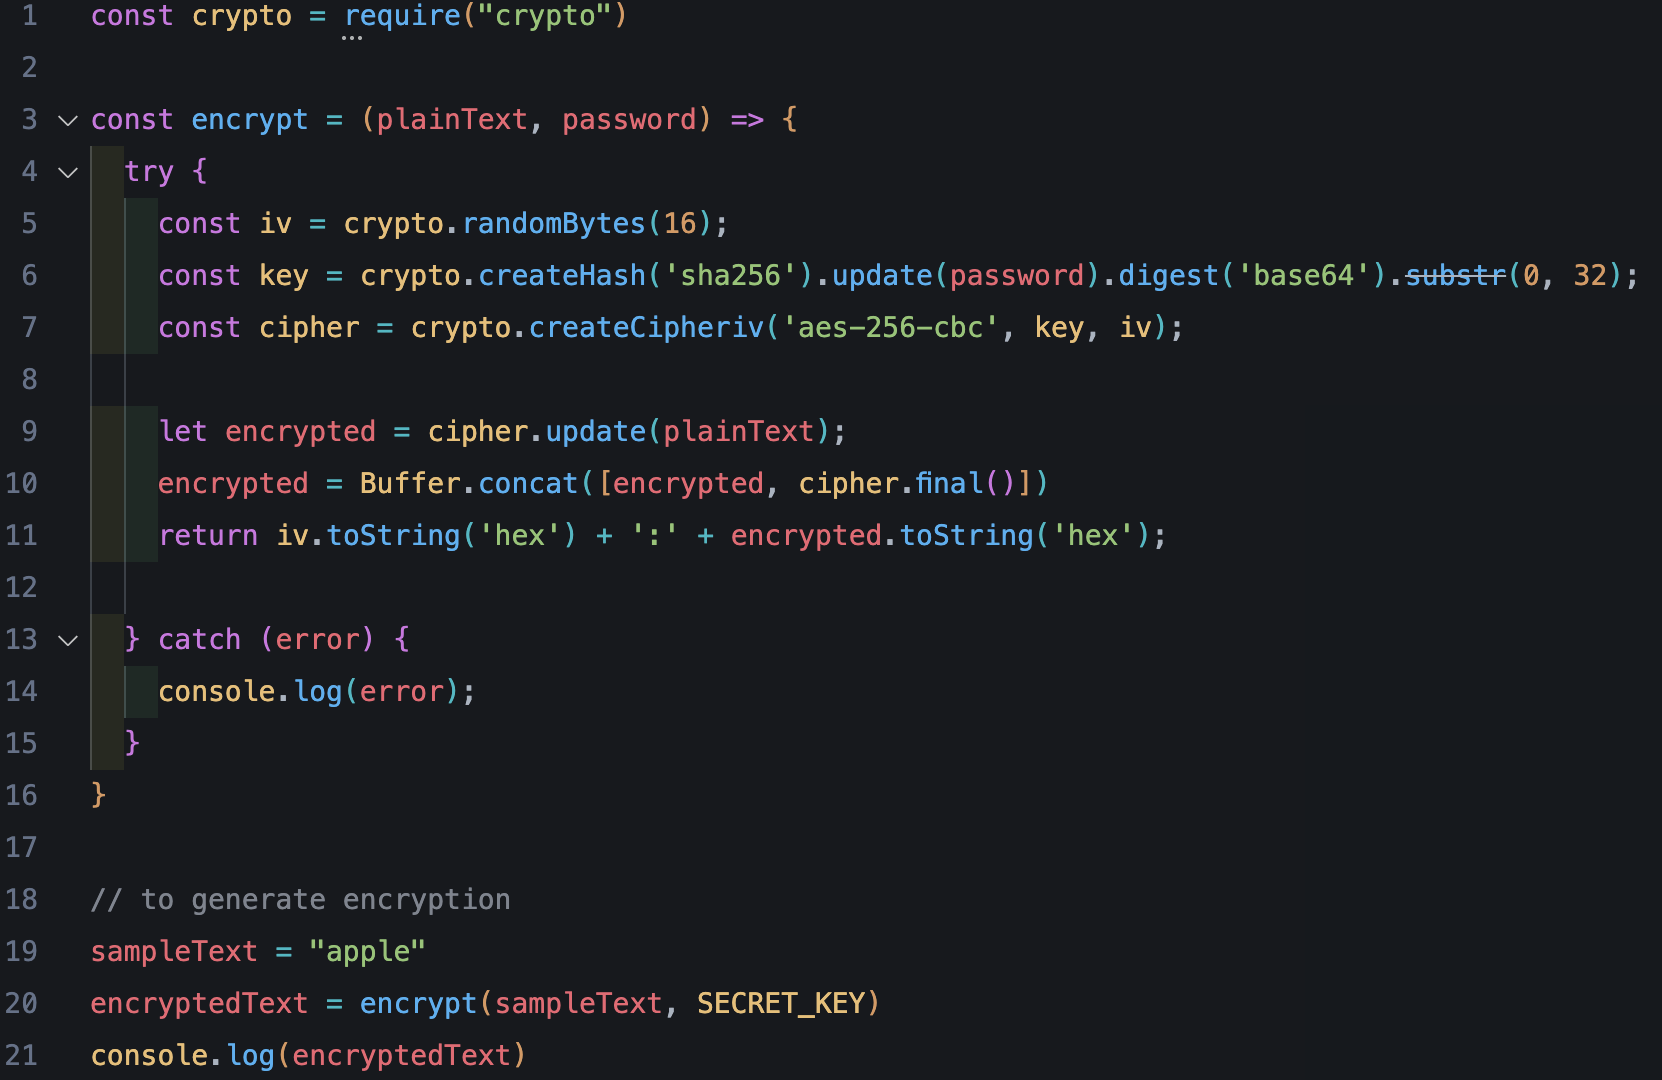 1 const crypto = require("crypto")
2
3 const encrypt = (plainText, password) => {
4 try {
5 const iv = crypto.randomBytes(16);
6 const key = crypto.createHash('sha256').update(password).digest('base64').substr(0, 32);
7 const cipher = crypto.createCipheriv('aes-256-cbc', key, iv);
8
9 let encrypted = cipher.update(plainText);
10 encrypted = Buffer.concat([encrypted, cipher.final()])
11 return iv.toString('hex') + ':' + encrypted.toString('hex');
12
13 } catch (error) {
14 console.log(error);
15 }
16 }
17
18 // to generate encryption
19 sampleText = "apple"
20 encryptedText = encrypt(sampleText, SECRET_KEY)
21 console.log(encryptedText)